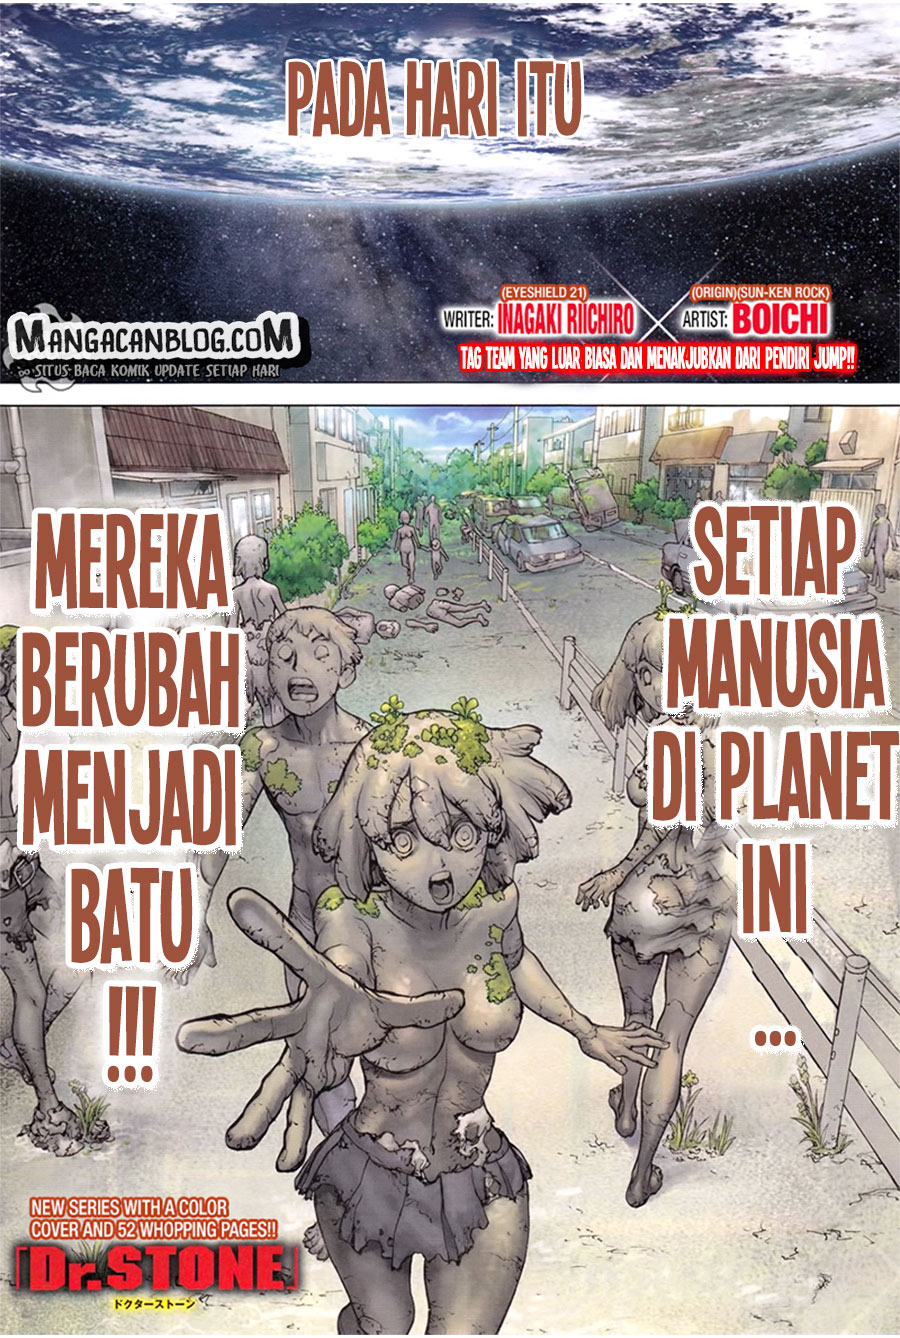 PADA HARI ITU
(EYESHIELD 21)
WRITER: INAGAKI RIICHIRO
(ORIGIN)(SUN-KEN ROCK)
ARTIST: BOICHI
TAG TEAM YANG LUAR BIASA DAN MENAKJUBKAN DARI PENDIRI JUMP!!
MANGACANBLOG.COM
SITUS BACA KOMIK UPDATE SETIAP HARI
SETIAP
MANUSIA
DI PLANET
INI
...
MEREKA
BERUBAH
MENJADI
BATU
!!!
NEW SERIES WITH A COLOR
COVER AND 52 WHOPPING PAGES!!
「Dr.STONE」
ドクターストーン